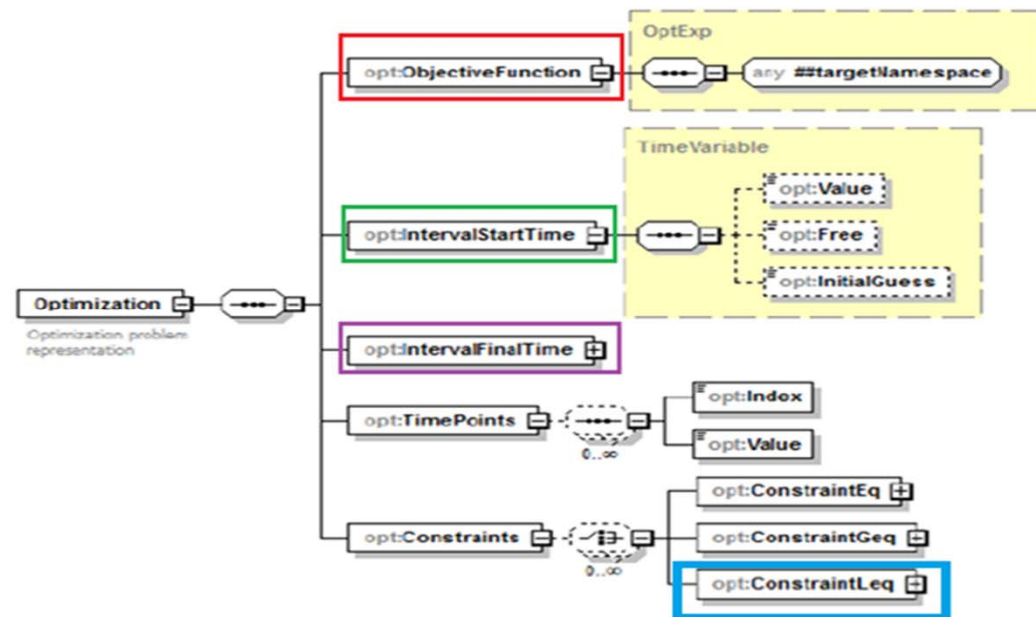 OptExp
opt:ObjectiveFunction
any ##targetNamespace
TimeVariable
opt:Value
opt:IntervalStartTime
opt:Free
opt:InitialGuess
Optimization
Optimization problem
representation
opt:IntervalFinalTime
opt:Index
opt:TimePoints
0..∞
opt:Value
opt:ConstraintEq
opt:Constraints
opt:ConstraintGeq
0..∞
opt:ConstraintLeq